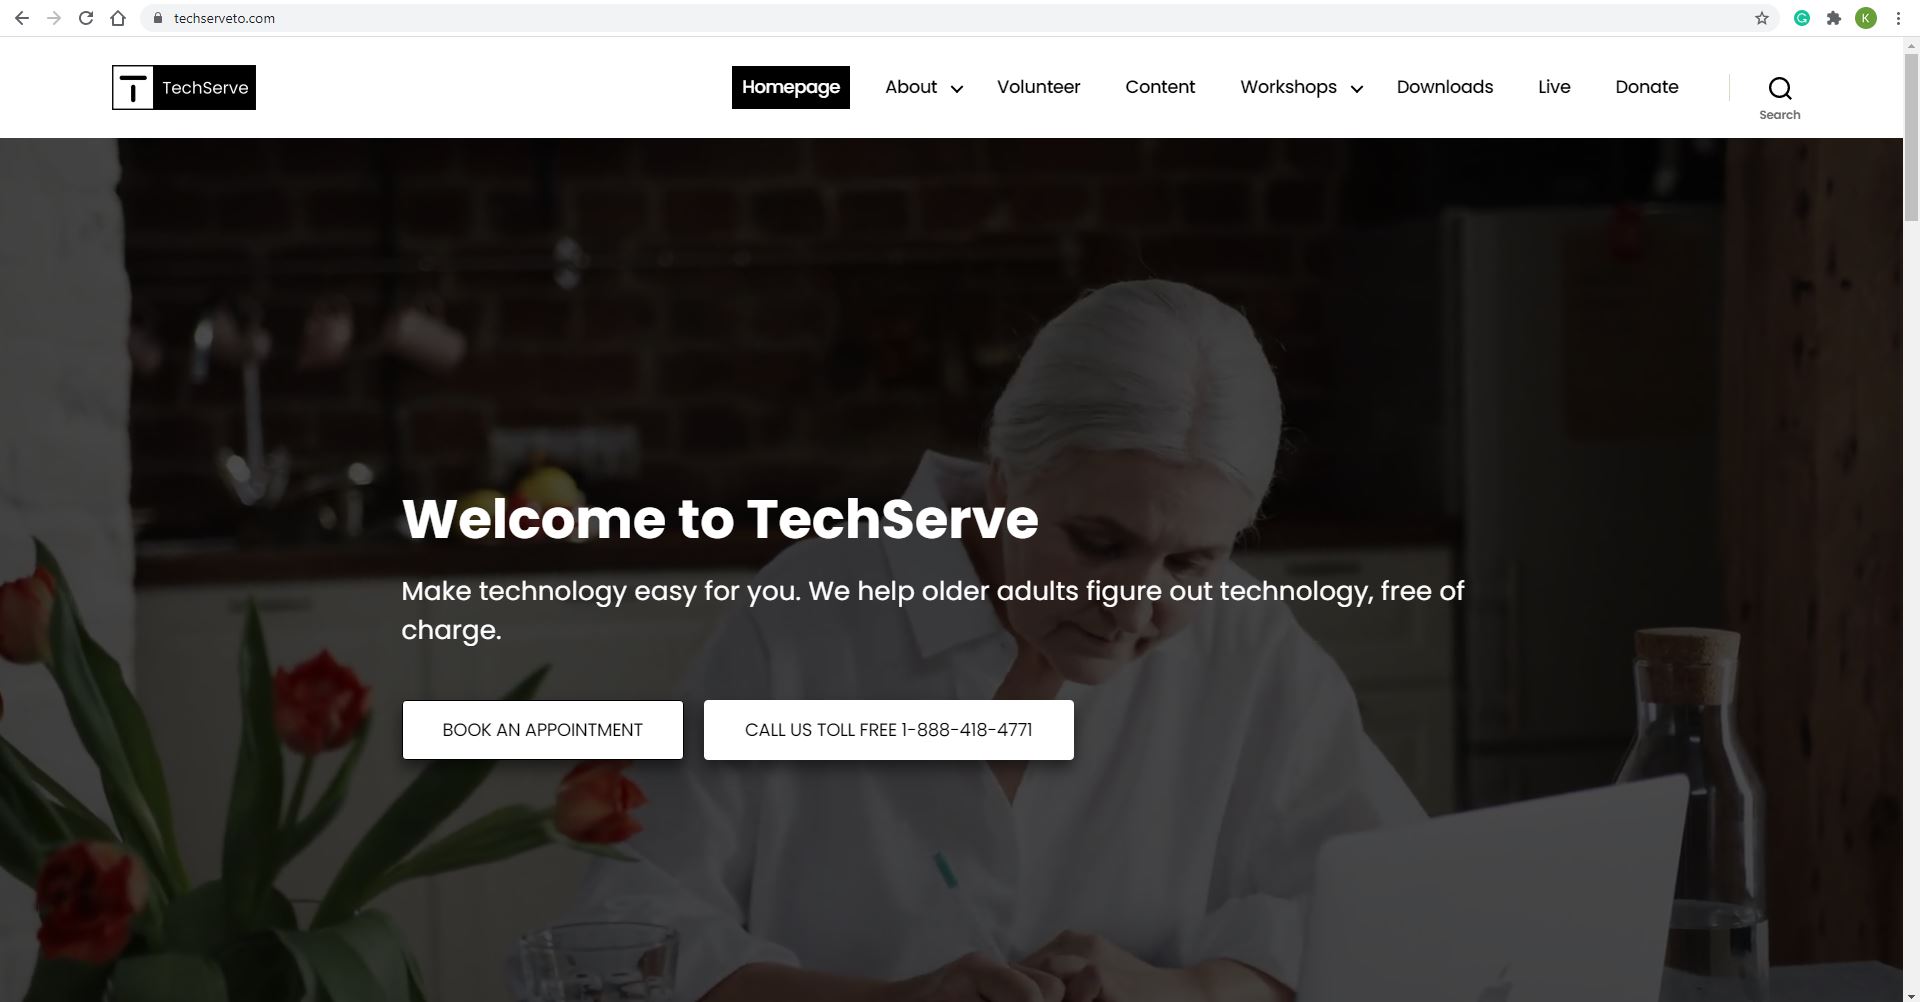 techserveto.com
K
T TechServe
Homepage About Volunteer Content Workshops Downloads Live Donate
Search
Welcome to TechServe
Make technology easy for you. We help older adults figure out technology, free of
charge.
BOOK AN APPOINTMENT CALL US TOLL FREE 1-888-418-4771